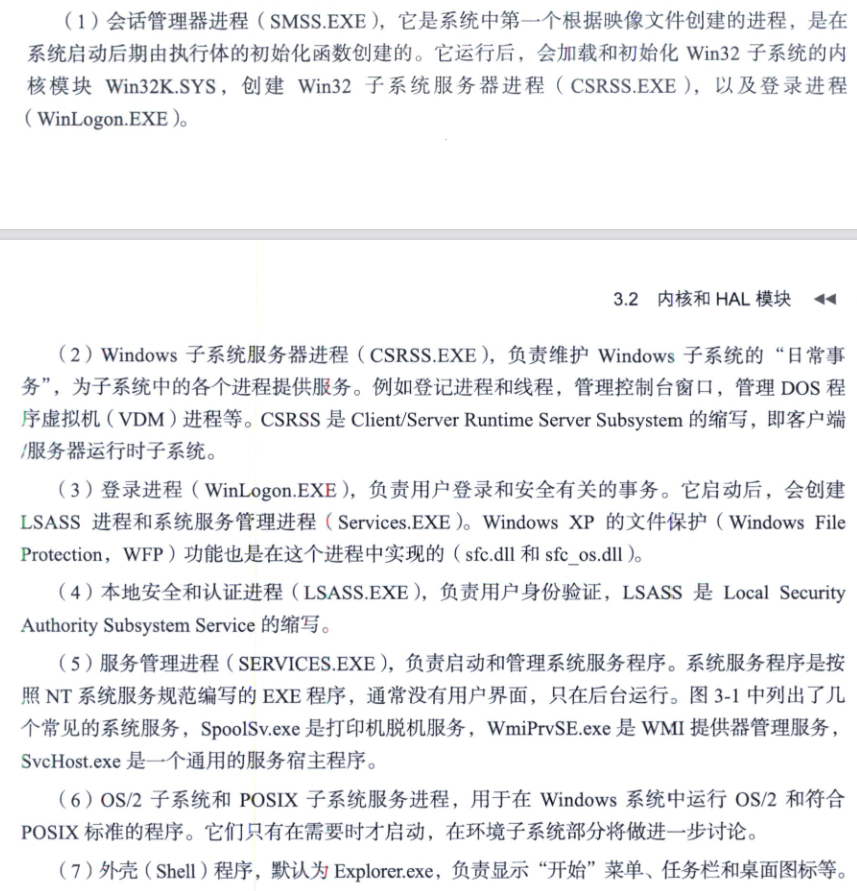 （1）会话管理器进程（SMSS.EXE），它是系统中第一个根据映像文件创建的进程，是在
系统启动后期由执行体的初始化函数创建的。它运行后，会加载和初始化 Win32 子系统的内
核模块 Win32K.SYS，创建 Win32 子系统服务器进程（CSRSS.EXE），以及登录进程
（WinLogon.EXE）。
3.2 内核和 HAL 模块 ◀◀
（2）Windows 子系统服务器进程（CSRSS.EXE），负责维护 Windows 子系统的“日常事
务”，为子系统中的各个进程提供服务。例如登记进程和线程，管理控制台窗口，管理 DOS 程
序虚拟机（VDM）进程等。CSRSS 是 Client/Server Runtime Server Subsystem 的缩写，即客户端
/服务器运行时子系统。
（3）登录进程（WinLogon.EXE），负责用户登录和安全有关的事务。它启动后，会创建
LSASS 进程和系统服务管理进程（Services.EXE）。Windows XP 的文件保护（Windows File
Protection，WFP）功能也是在这个进程中实现的（sfc.dll 和 sfc_os.dll）。
（4）本地安全和认证进程（LSASS.EXE），负责用户身份验证，LSASS 是 Local Security
Authority Subsystem Service 的缩写。
（5）服务管理进程（SERVICES.EXE），负责启动和管理系统服务程序。系统服务程序是按
照 NT 系统服务规范编写的 EXE 程序，通常没有用户界面，只在后台运行。图 3-1 中列出了几
个常见的系统服务，SpoolSv.exe 是打印机脱机服务，WmiPrvSE.exe 是 WMI 提供器管理服务，
SvcHost.exe 是一个通用的服务宿主程序。
（6）OS/2 子系统和 POSIX 子系统服务进程，用于在 Windows 系统中运行 OS/2 和符合
POSIX 标准的程序。它们只有在需要时才启动，在环境子系统部分将做进一步讨论。
（7）外壳（Shell）程序，默认为 Explorer.exe，负责显示“开始”菜单、任务栏和桌面图标等。